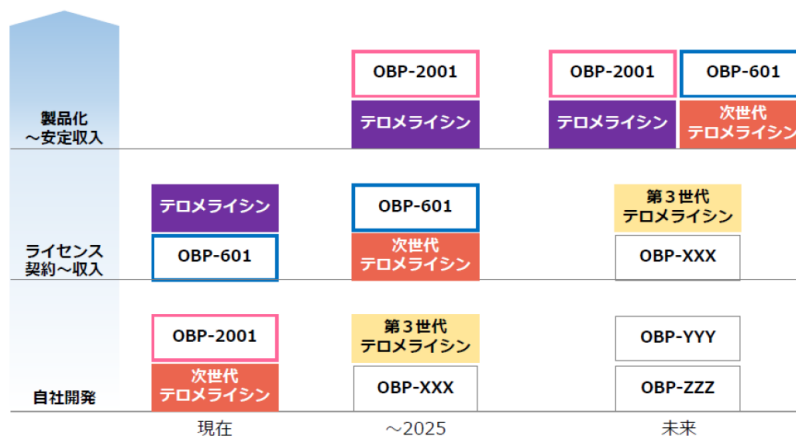 OBP-2001
OBP-2001
OBP-601
製品化
～安定収入
テロメライシン
テロメライシン
次世代
テロメライシン
テロメライシン
OBP-601
第３世代
テロメライシン
ライセンス
契約～収入
OBP-601
次世代
テロメライシン
OBP-XXX
OBP-2001
第３世代
テロメライシン
OBP-YYY
自社開発
次世代
テロメライシン
OBP-XXX
OBP-ZZZ
現在
～2025
未来